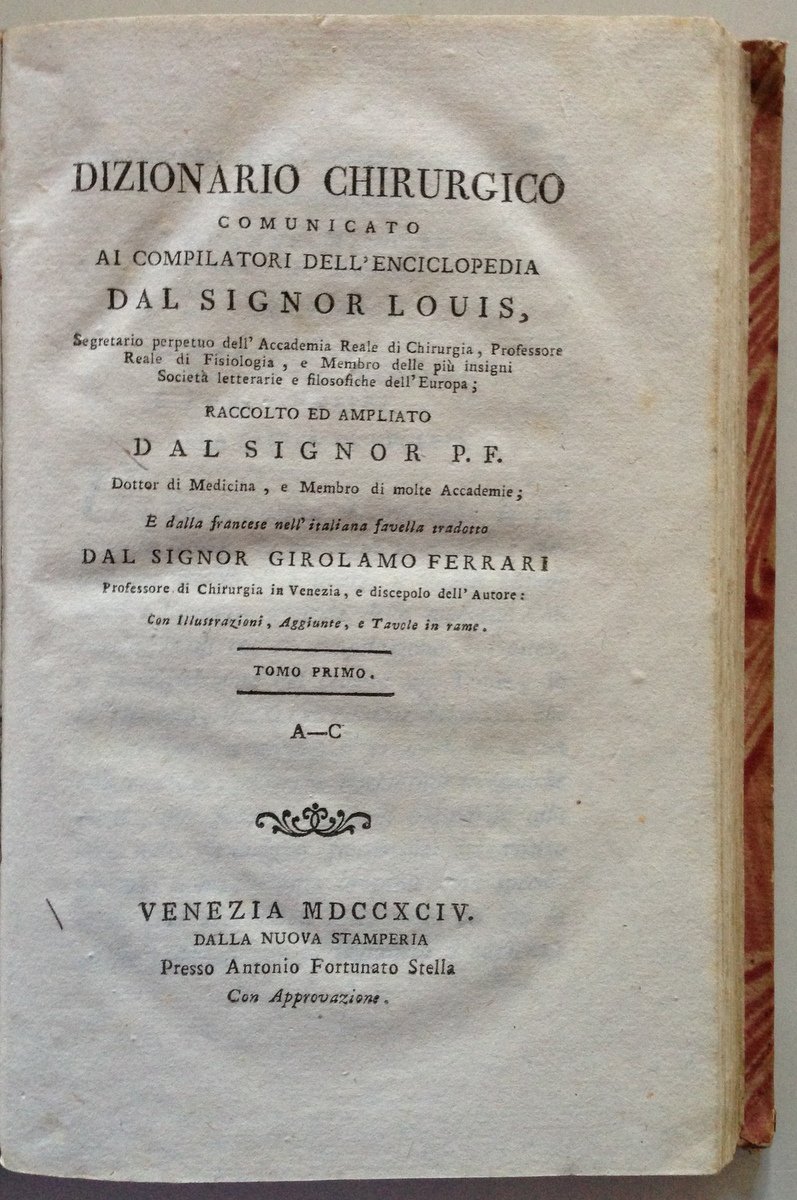 DIZIONARIO CHIRURGICO
COMUNICATO
AI COMPILATORI DELL'ENCICLOPEDIA
DAL SIGNOR LOUIS,
Segretario perpetuo dell' Accademia Reale di Chirurgia, Professore
Reale di Fisiologia, e Membro delle più insigni
Società letterarie e filosofiche dell'Europa;
RACCOLTO ED AMPLIATO
DAL SIGNOR P. F.
Dottor di Medicina, e Membro di molte Accademie;
E dalla francese nell' italiana favella tradotto
DAL SIGNOR GIROLAMO FERRARI
Professore di Chirurgia in Venezia, e discepolo dell' Autore:
Con Illustrazioni, Aggiunte, e Tavole in rame.
TOMO PRIMO.
A—C
VENEZIA MDCCXCIV.
DALLA NUOVA STAMPERIA
Presso Antonio Fortunato Stella
Con Approvazione.